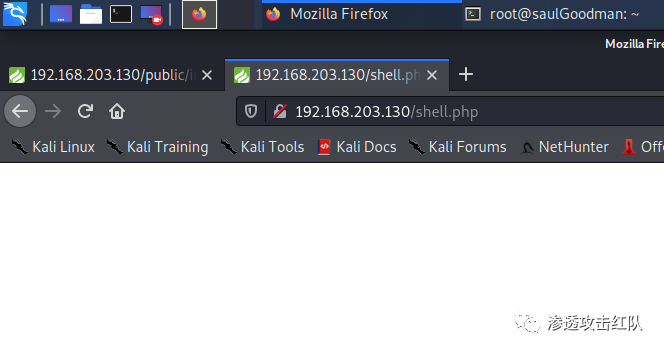 Mozilla Firefox
root@saulGoodman: ~
Mozilla Fire
192.168.203.130/public/i
192.168.203.130/shell.ph
192.168.203.130/shell.php
Kali Linux
Kali Training
Kali Tools
Kali Docs
Kali Forums
NetHunter
Offe
渗透攻击红队